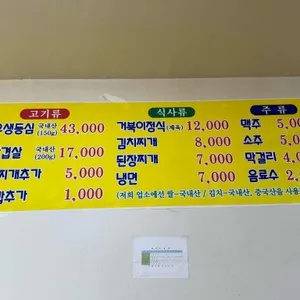 고기류
우생등심 국내산 (150g) 43,000
겹살 국내산 (200g) 17,000
찌개추가 5,000
추가 1,000
식사류
거북이정식(제육) 12,000
김치찌개 8,000
된장찌개 7,000
냉면 7,000
(저희 업소에선 쌀-국내산 / 김치-국내산, 중국산을 사용
주류
맥주 5,0
소주 5,0
막걸리 4,
음료수 2,